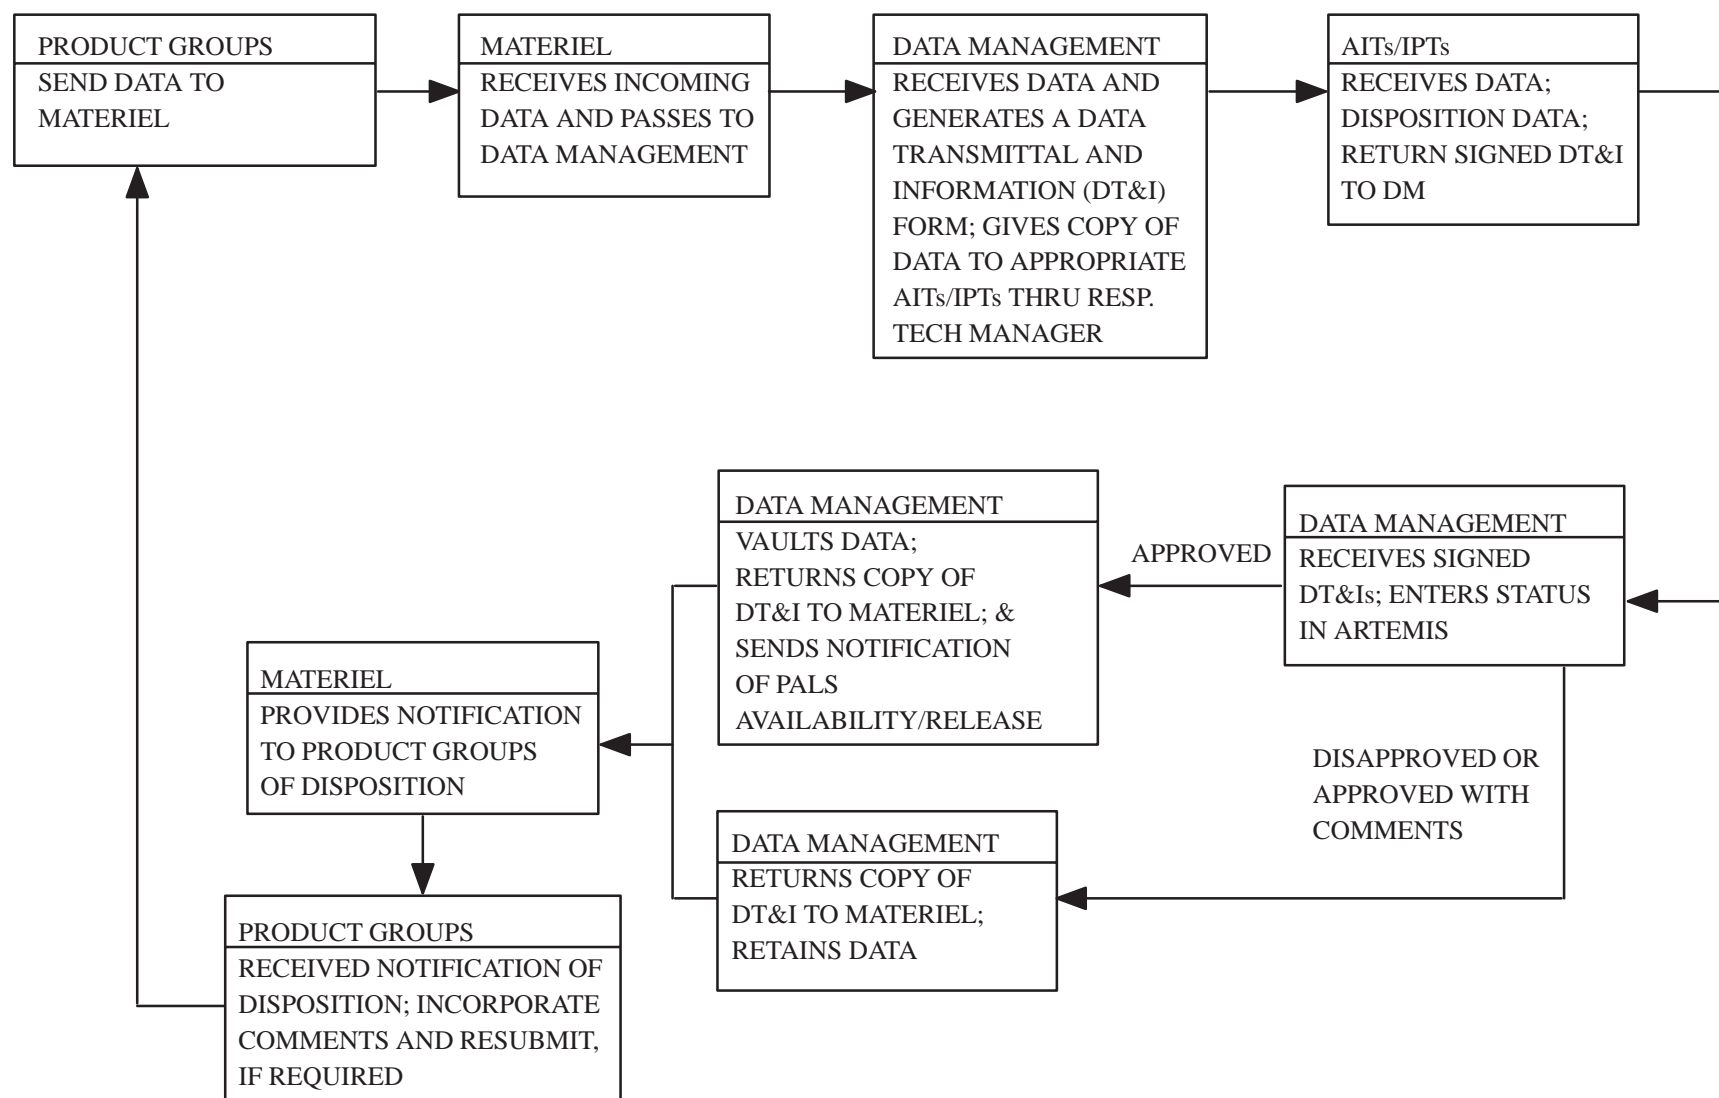 PRODUCT GROUPS
SEND DATA TO
MATERIEL
MATERIEL
RECEIVES INCOMING
DATA AND PASSES TO
DATA MANAGEMENT
DATA MANAGEMENT
RECEIVES DATA AND
GENERATES A DATA
TRANSMITTAL AND
INFORMATION (DT&I)
FORM; GIVES COPY OF
DATA TO APPROPRIATE
AITs/IPTs THRU RESP.
TECH MANAGER
AITs/IPTs
RECEIVES DATA;
DISPOSITION DATA;
RETURN SIGNED DT&I
TO DM
DATA MANAGEMENT
RECEIVES SIGNED
DT&Is; ENTERS STATUS
IN ARTEMIS
APPROVED
DATA MANAGEMENT
VAULTS DATA;
RETURNS COPY OF
DT&I TO MATERIEL; &
SENDS NOTIFICATION
OF PALS
AVAILABILITY/RELEASE
DISAPPROVED OR
APPROVED WITH
COMMENTS
DATA MANAGEMENT
RETURNS COPY OF
DT&I TO MATERIEL;
RETAINS DATA
MATERIEL
PROVIDES NOTIFICATION
TO PRODUCT GROUPS
OF DISPOSITION
PRODUCT GROUPS
RECEIVED NOTIFICATION OF
DISPOSITION; INCORPORATE
COMMENTS AND RESUBMIT,
IF REQUIRED